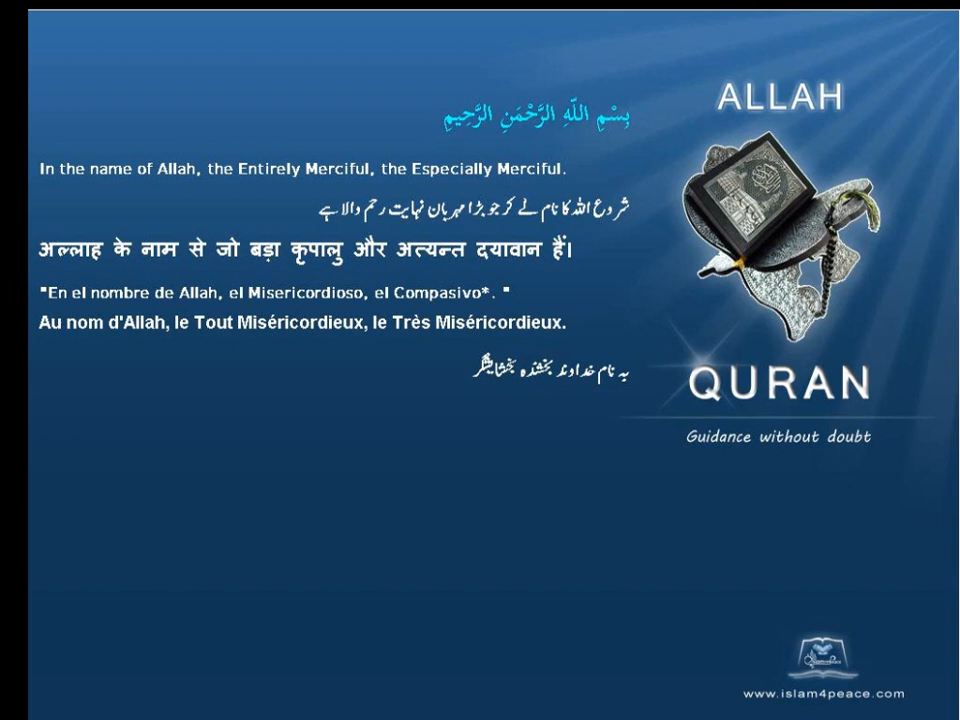 بِسْمِ اللَّهِ الرَّحْمَنِ الرَّحِيمِ
In the name of Allah, the Entirely Merciful, the Especially Merciful.
شروع الله کا نام لے کر جو بڑا مہربان نہایت رحم والا ہے
अल्लाह के नाम से जो बड़ा कृपालु और अत्यन्त दयावान हैं।
"En el nombre de Allah, el Misericordioso, el Compasivo*. "
Au nom d'Allah, le Tout Miséricordieux, le Très Miséricordieux.
به نام خداوند بخشنده بخشایشگر
ALLAH
QURAN
Guidance without doubt
www.islam4peace.com